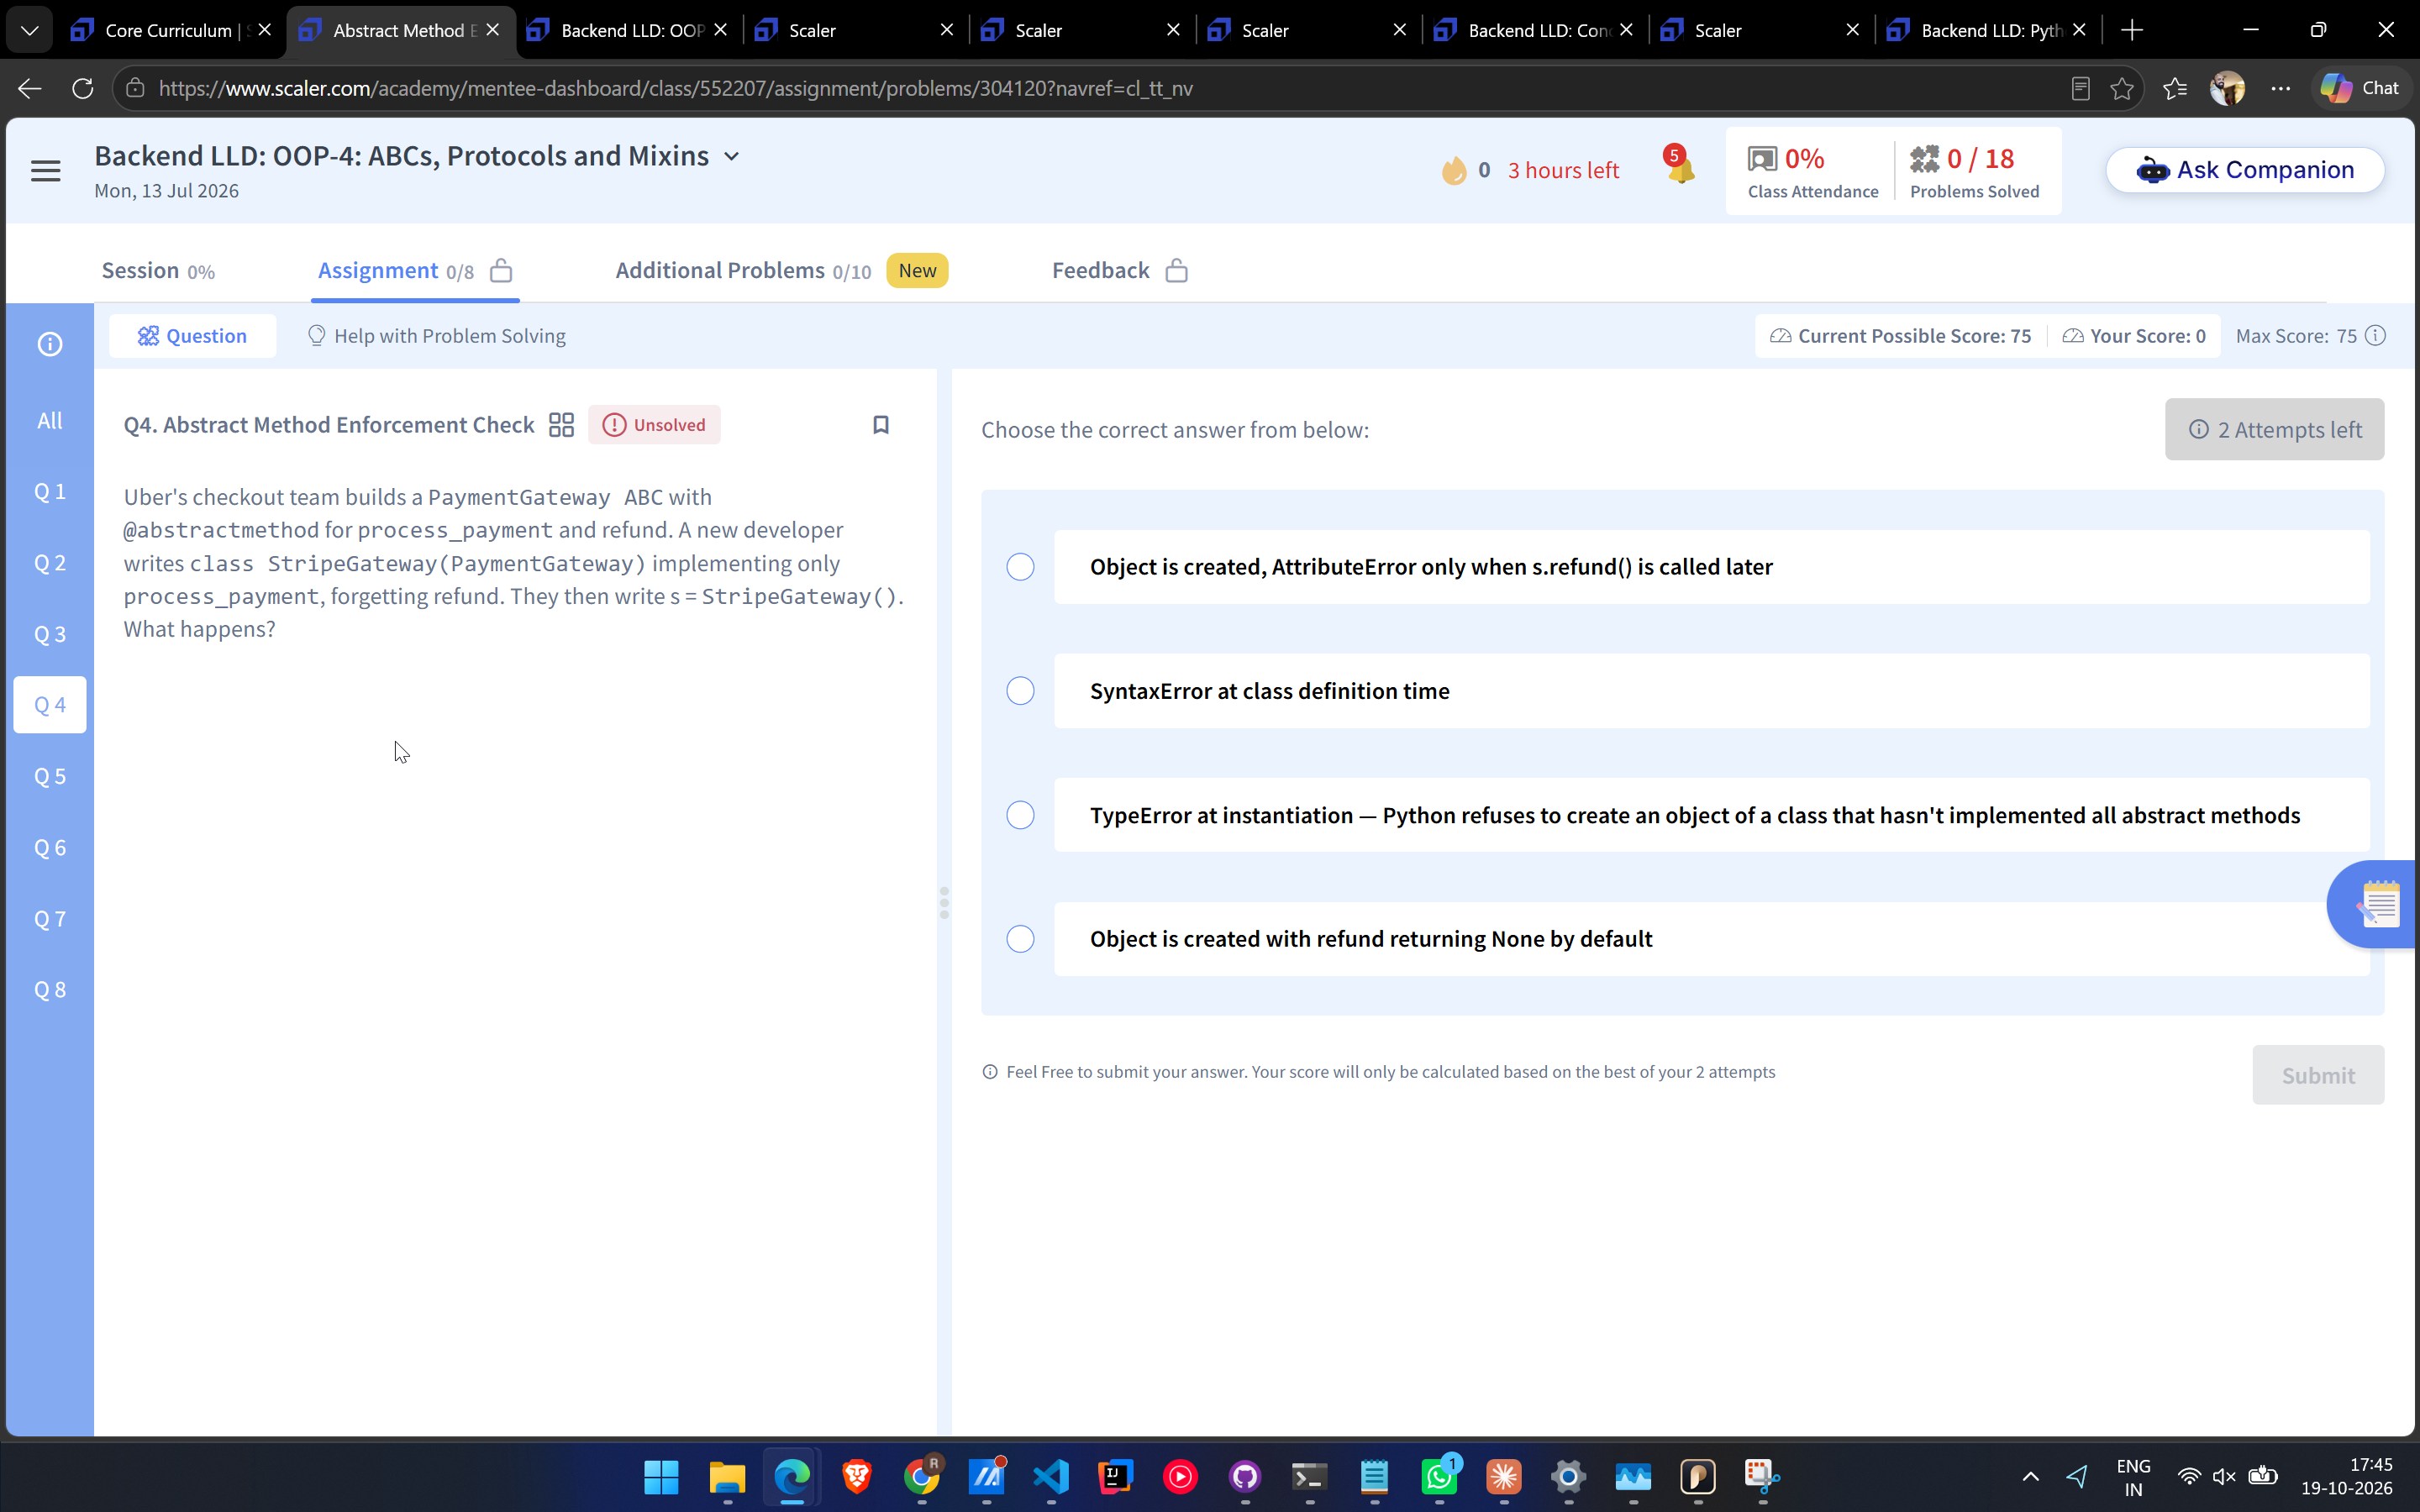 Core Curriculum | S
Abstract Method E
Backend LLD: OOP
Scaler
Scaler
Scaler
Backend LLD: Con
Scaler
Backend LLD: Pyth
https://www.scaler.com/academy/mentee-dashboard/class/552207/assignment/problems/304120?navref=cl_tt_nv
Chat
Backend LLD: OOP-4: ABCs, Protocols and Mixins
Mon, 13 Jul 2026
0
3 hours left
5
0%
Class Attendance
0 / 18
Problems Solved
Ask Companion
Session 0%
Assignment 0/8
Additional Problems 0/10
New
Feedback
Question
Help with Problem Solving
Current Possible Score: 75
Your Score: 0
Max Score: 75
All
Q 1
Q 2
Q 3
Q 4
Q 5
Q 6
Q 7
Q 8
Q4. Abstract Method Enforcement Check
Unsolved
Uber's checkout team builds a PaymentGateway ABC with
@abstractmethod for process_payment and refund. A new developer
writes class StripeGateway(PaymentGateway) implementing only
process_payment, forgetting refund. They then write s = StripeGateway().
What happens?
Choose the correct answer from below:
2 Attempts left
Object is created, AttributeError only when s.refund() is called later
SyntaxError at class definition time
TypeError at instantiation — Python refuses to create an object of a class that hasn't implemented all abstract methods
Object is created with refund returning None by default
Feel Free to submit your answer. Your score will only be calculated based on the best of your 2 attempts
Submit
R
IJ
1
ENG
IN
17:45
19-10-2026